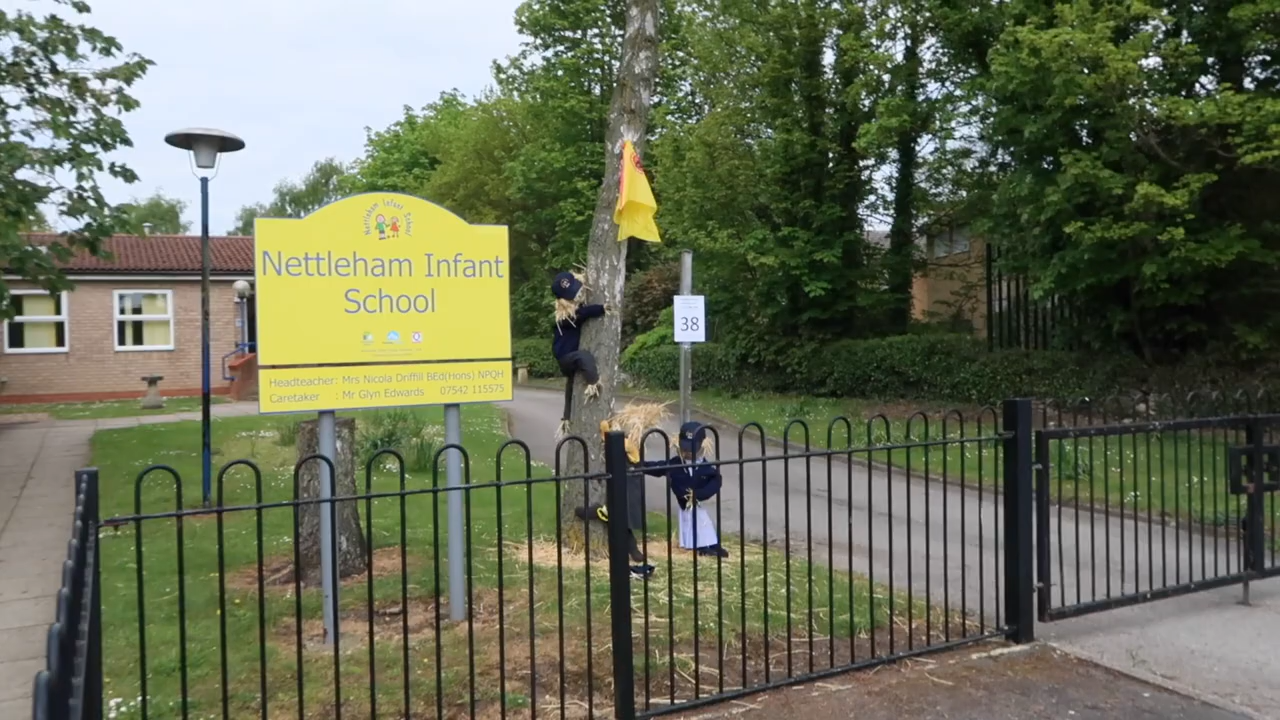 Nettleham Infant School
Nettleham Infant
School
Headteacher: Mrs Nicola Driffill BEd(Hons) NPQH
Caretaker : Mr Glyn Edwards 07542 115575
38